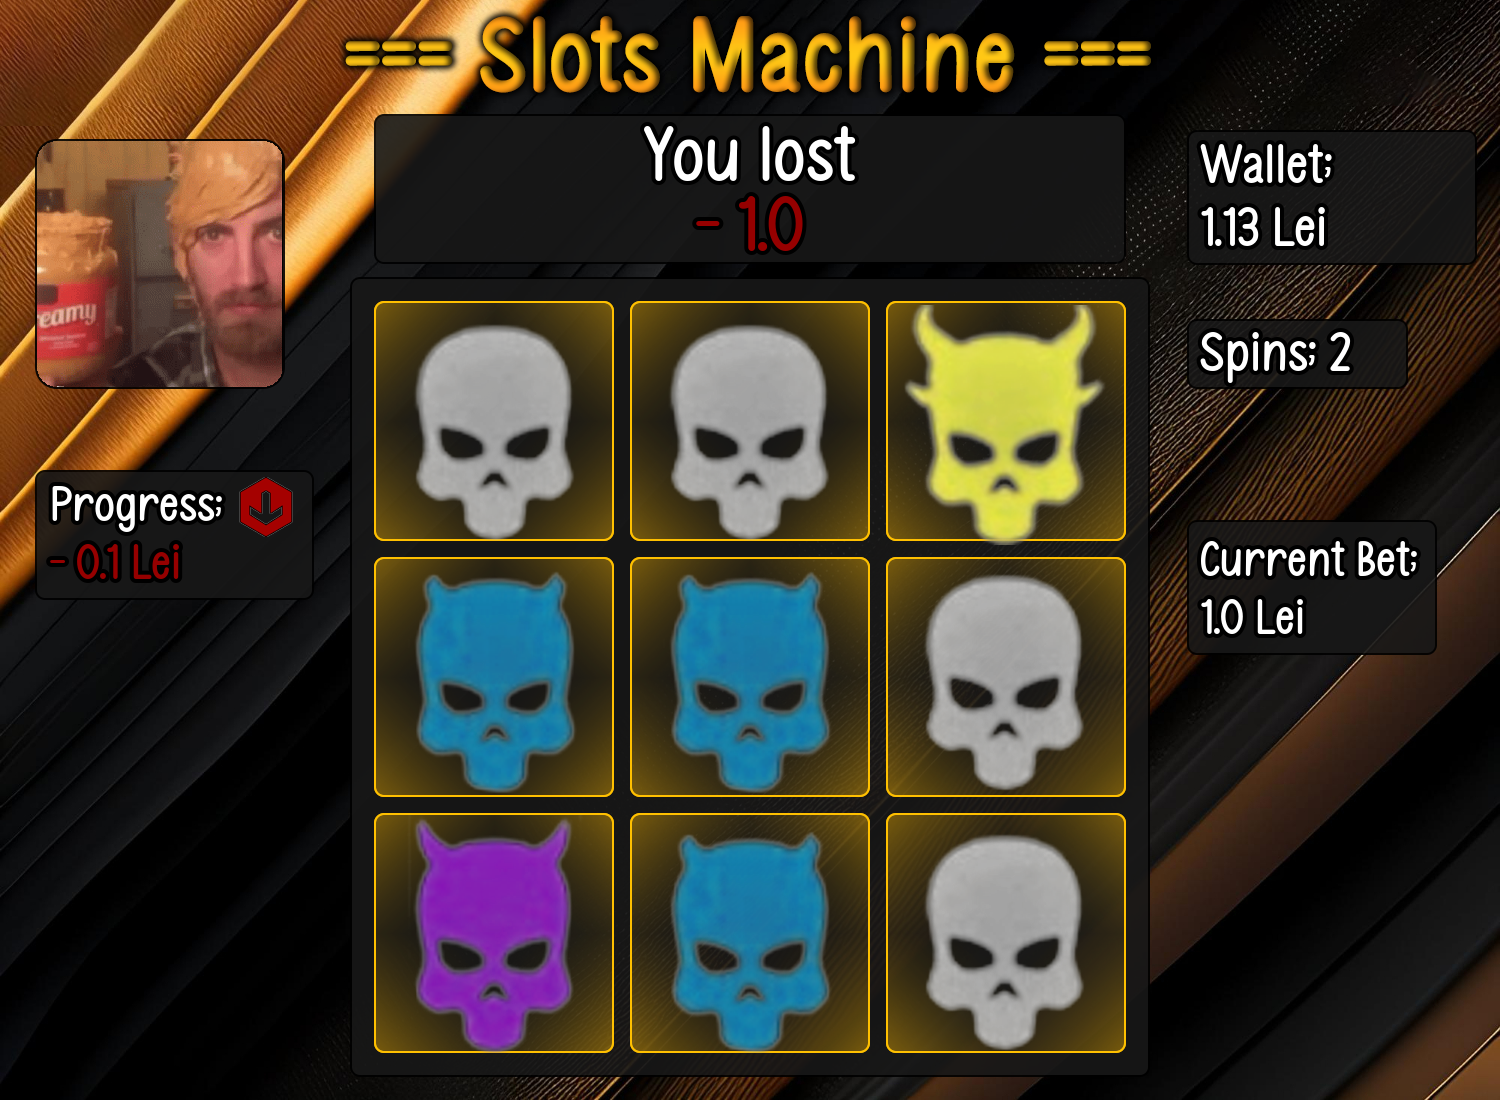 === Slots Machine ===
You lost
- 1.0
Wallet;
1.13 Lei
Spins; 2
Progress;
- 0.1 Lei
Current Bet;
1.0 Lei
eamy